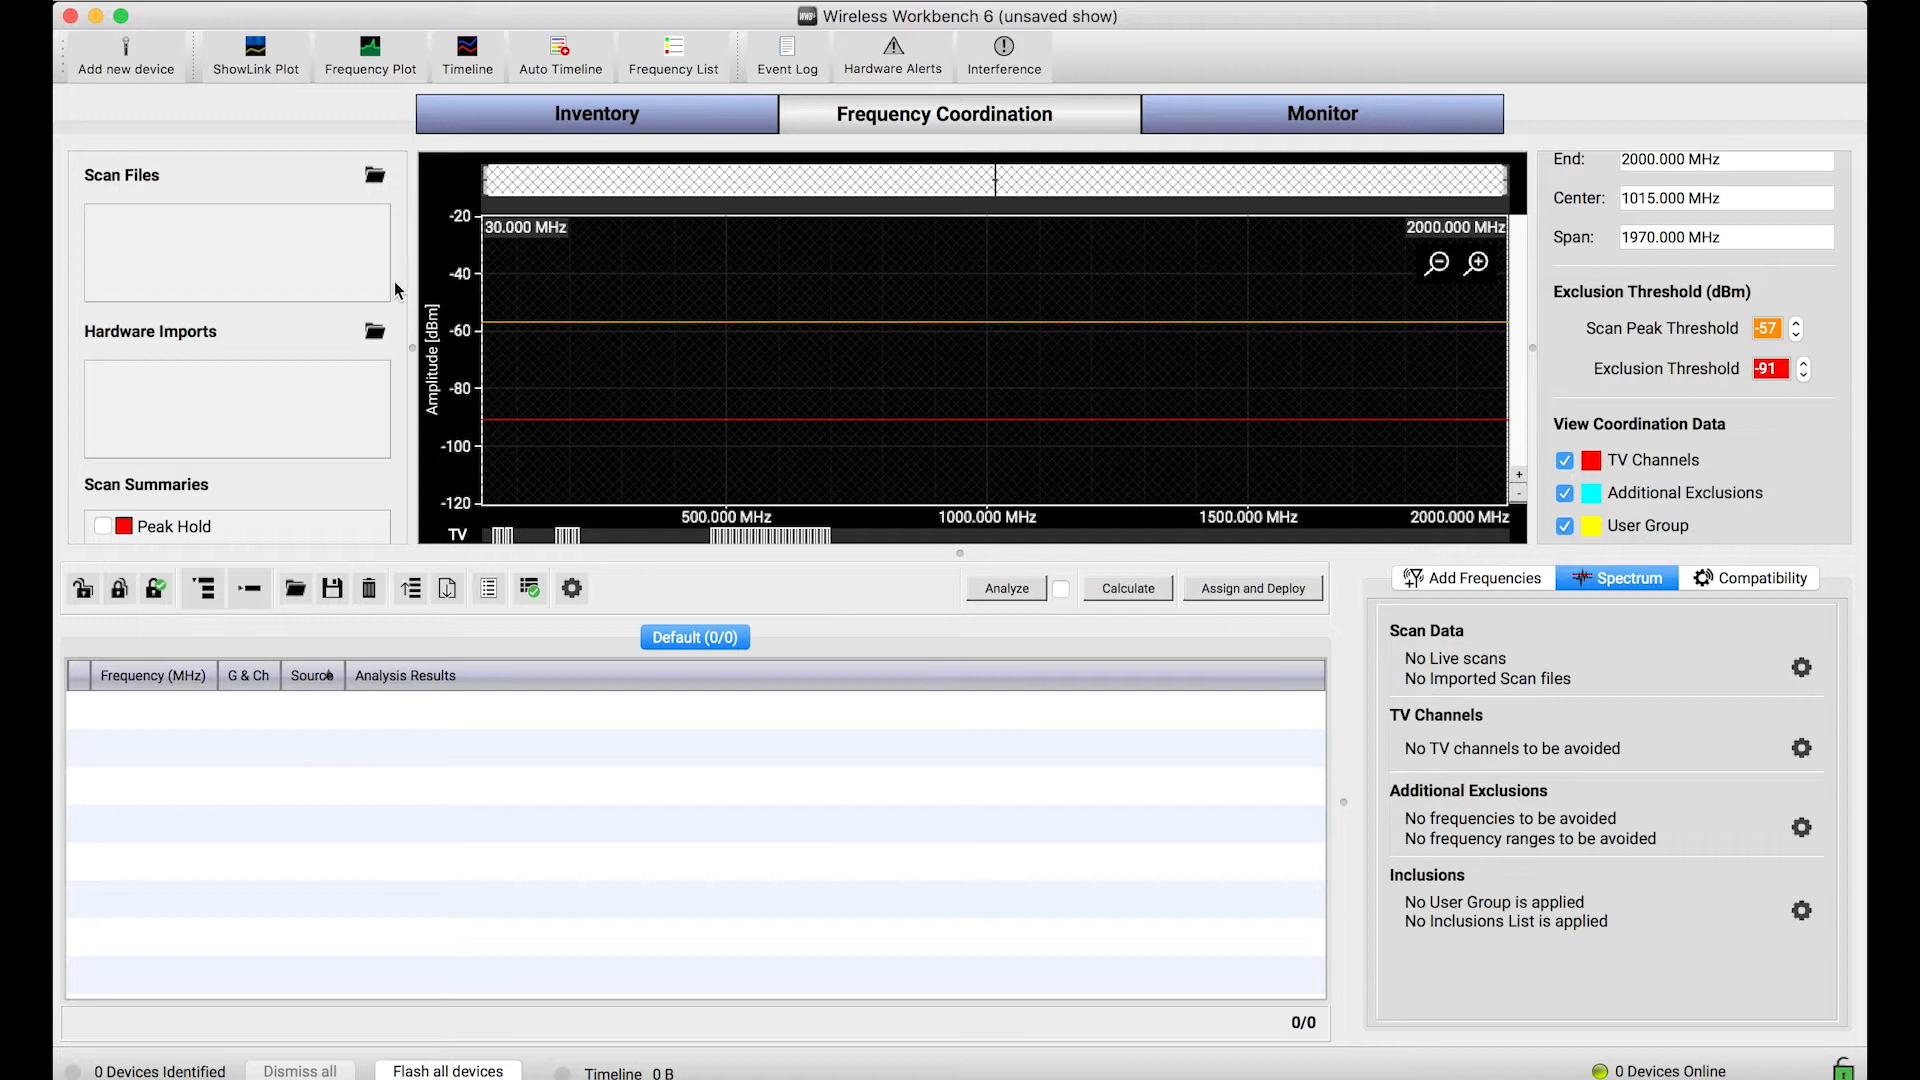 Wireless Workbench 6 (unsaved show)
Add new device
ShowLink Plot
Frequency Plot
Timeline
Auto Timeline
Frequency List
Event Log
Hardware Alerts
Interference
Inventory
Frequency Coordination
Monitor
Scan Files
Hardware Imports
Scan Summaries
Peak Hold
Amplitude [dBm]
-20
-40
-60
-80
-100
-120
30.000 MHz
2000.000 MHz
500.000 MHz
1000.000 MHz
1500.000 MHz
2000.000 MHz
TV
+
-
End: 2000.000 MHz
Center: 1015.000 MHz
Span: 1970.000 MHz
Exclusion Threshold (dBm)
Scan Peak Threshold -57
Exclusion Threshold -91
View Coordination Data
TV Channels
Additional Exclusions
User Group
Analyze
Calculate
Assign and Deploy
Default (0/0)
Frequency (MHz)
G & Ch
Source
Analysis Results
0/0
Add Frequencies
Spectrum
Compatibility
Scan Data
No Live scans
No Imported Scan files
TV Channels
No TV channels to be avoided
Additional Exclusions
No frequencies to be avoided
No frequency ranges to be avoided
Inclusions
No User Group is applied
No Inclusions List is applied
0 Devices Identified
Dismiss all
Flash all devices
Timeline 0 B
0 Devices Online